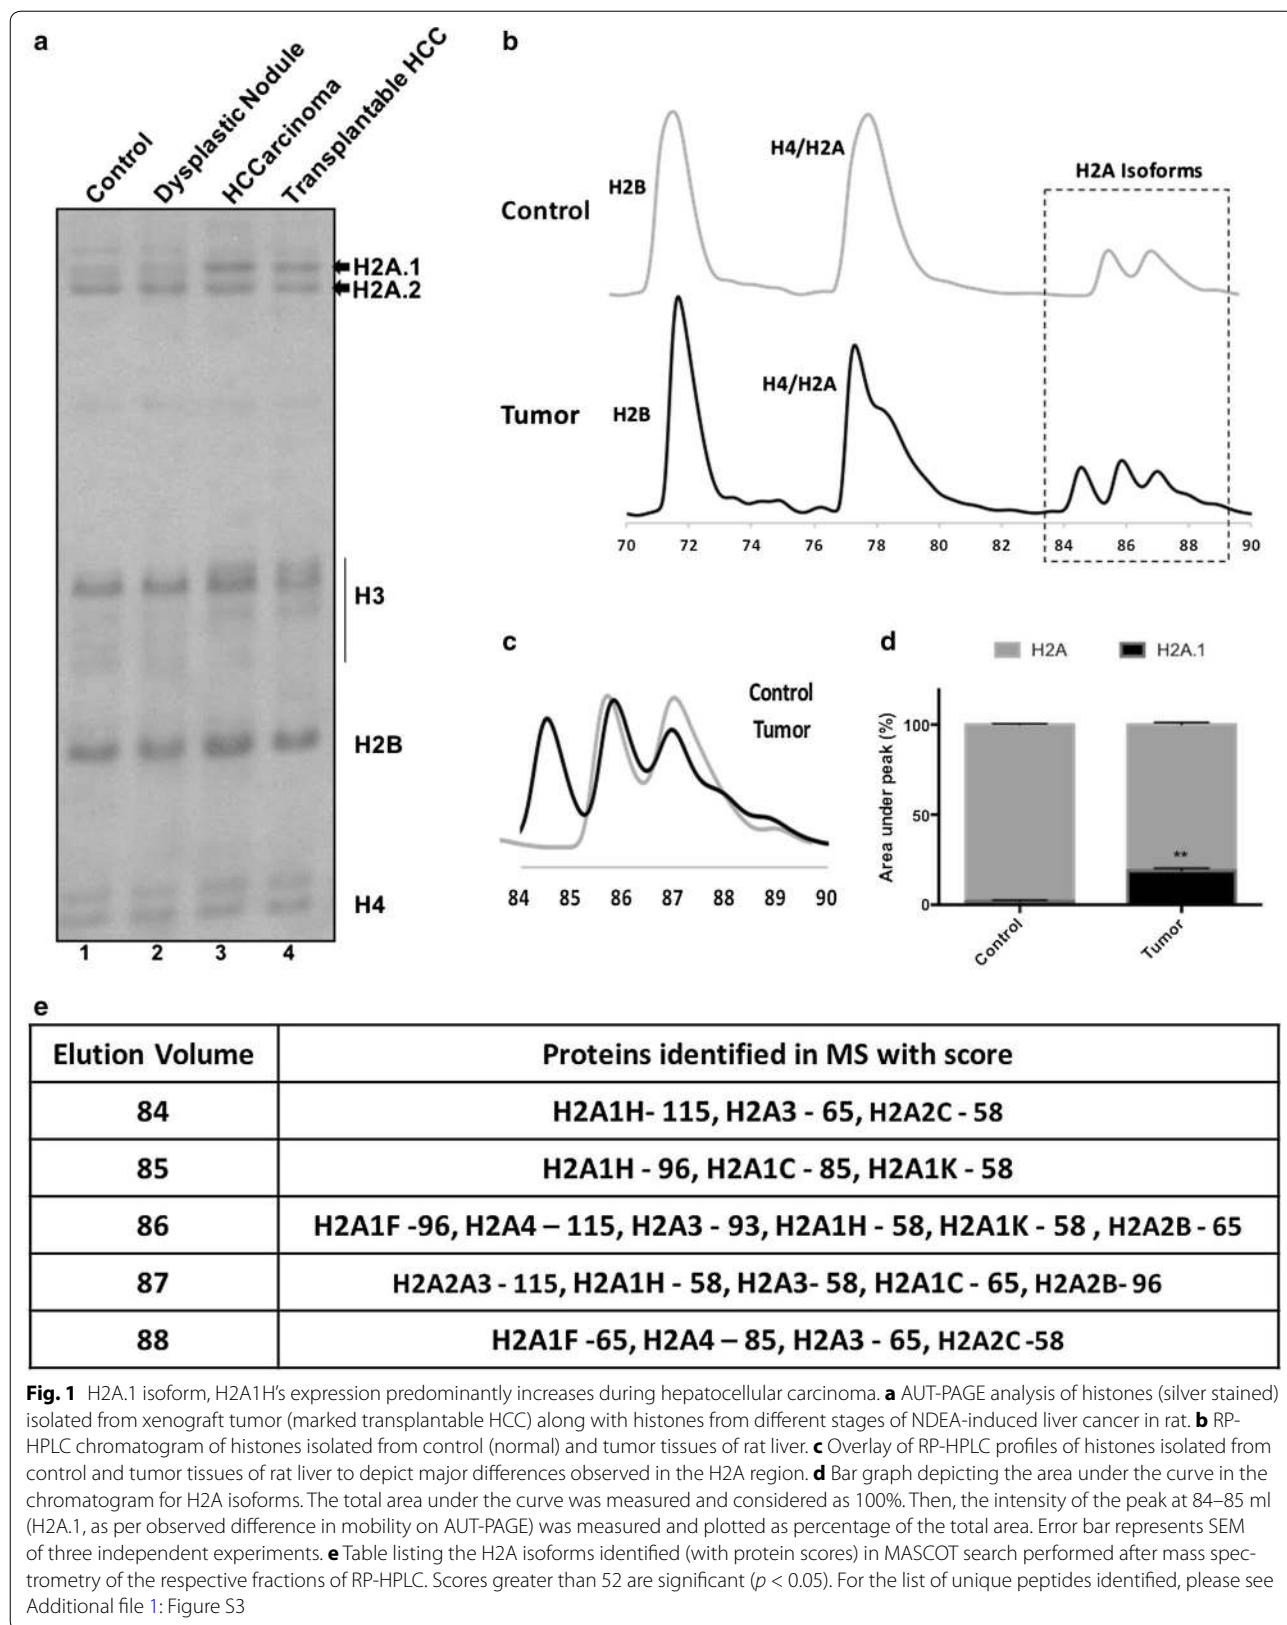 a
Control
Dysplastic Nodule
HCCarcinoma
Transplantable HCC
H2A.1
H2A.2
H3
H2B
H4
1 2 3 4
b
H2B
H4/H2A
H2A Isoforms
Control
H4/H2A
Tumor
H2B
70 72 74 76 78 80 82 84 86 88 90
c
Control
Tumor
84 85 86 87 88 89 90
d
H2A H2A.1
Area under peak (%)
100
50
0
**
Control
Tumor
e
Elution Volume Proteins identified in MS with score
84 H2A1H- 115, H2A3 - 65, H2A2C - 58
85 H2A1H - 96, H2A1C - 85, H2A1K - 58
86 H2A1F -96, H2A4 – 115, H2A3 - 93, H2A1H - 58, H2A1K - 58 , H2A2B - 65
87 H2A2A3 - 115, H2A1H - 58, H2A3- 58, H2A1C - 65, H2A2B- 96
88 H2A1F -65, H2A4 – 85, H2A3 - 65, H2A2C -58
Fig. 1 H2A.1 isoform, H2A1H's expression predominantly increases during hepatocellular carcinoma. a AUT-PAGE analysis of histones (silver stained)
isolated from xenograft tumor (marked transplantable HCC) along with histones from different stages of NDEA-induced liver cancer in rat. b RP-
HPLC chromatogram of histones isolated from control (normal) and tumor tissues of rat liver. c Overlay of RP-HPLC profiles of histones isolated from
control and tumor tissues of rat liver to depict major differences observed in the H2A region. d Bar graph depicting the area under the curve in the
chromatogram for H2A isoforms. The total area under the curve was measured and considered as 100%. Then, the intensity of the peak at 84–85 ml
(H2A.1, as per observed difference in mobility on AUT-PAGE) was measured and plotted as percentage of the total area. Error bar represents SEM
of three independent experiments. e Table listing the H2A isoforms identified (with protein scores) in MASCOT search performed after mass spec-
trometry of the respective fractions of RP-HPLC. Scores greater than 52 are significant (p < 0.05). For the list of unique peptides identified, please see
Additional file 1: Figure S3